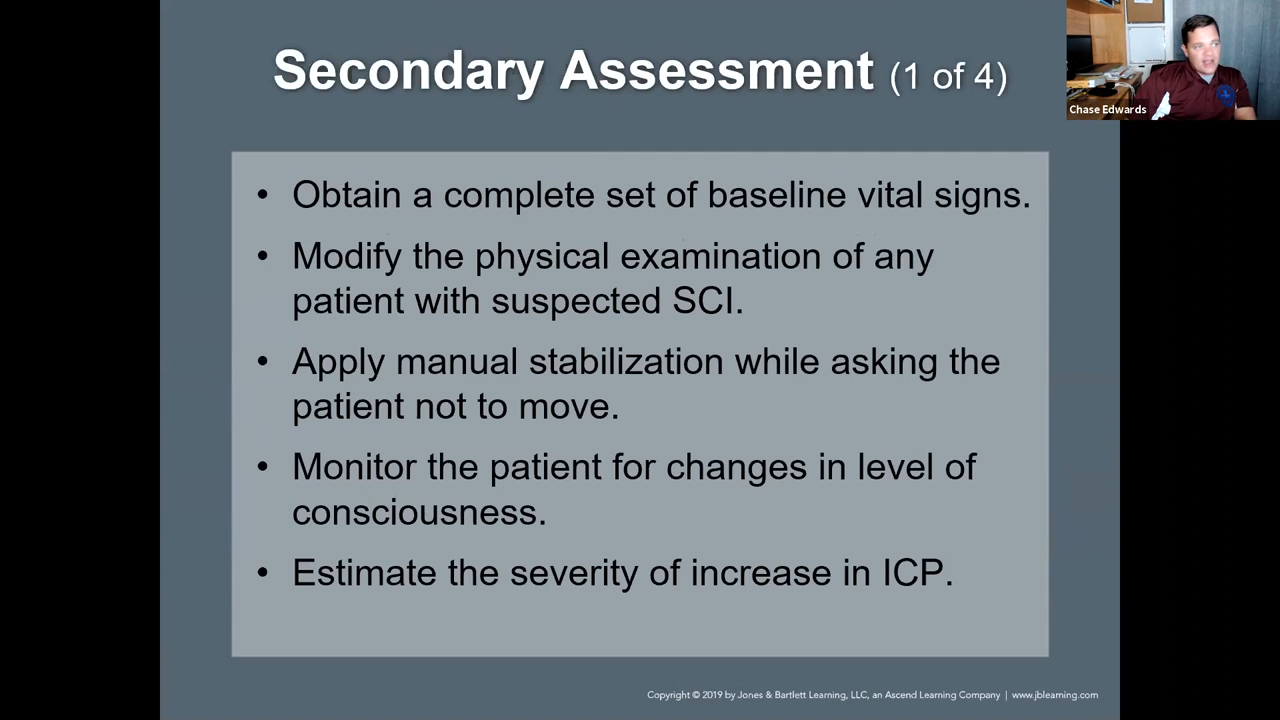 Secondary Assessment (1 of 4)
Chase Edwards
• Obtain a complete set of baseline vital signs.
• Modify the physical examination of any
patient with suspected SCI.
• Apply manual stabilization while asking the
patient not to move.
• Monitor the patient for changes in level of
consciousness.
• Estimate the severity of increase in ICP.
Copyright © 2019 by Jones & Bartlett Learning, LLC, an Ascend Learning Company | www.jblearning.com